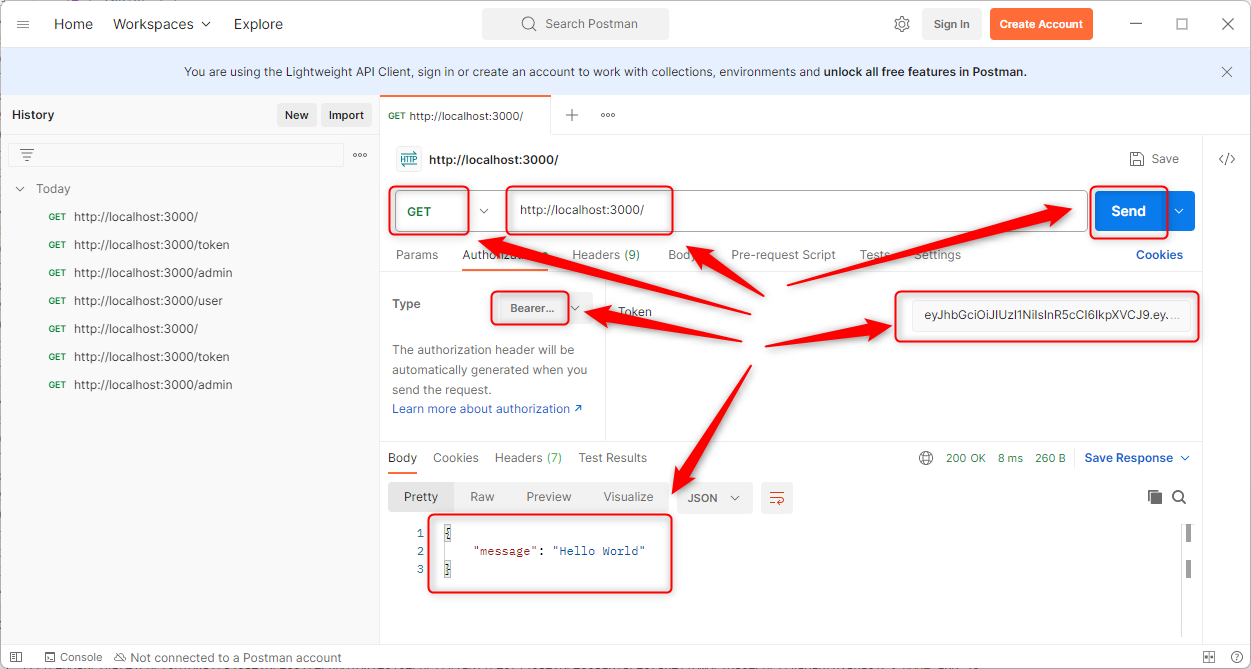 Home Workspaces Explore Search Postman Sign In Create Account
You are using the Lightweight API Client, sign in or create an account to work with collections, environments and unlock all free features in Postman.
History New Import
GET http://localhost:3000/
HTTP http://localhost:3000/ Save </>
Today
GET http://localhost:3000/
GET http://localhost:3000/token
GET http://localhost:3000/admin
GET http://localhost:3000/user
GET http://localhost:3000/
GET http://localhost:3000/token
GET http://localhost:3000/admin
GET http://localhost:3000/ Send
Params Headers (9) Pre-request Script Tests Settings Cookies
Type Bearer... Token eyJhbGciOiJIUzI1NiIsInR5cCI6IkpXVCJ9.ey....
The authorization header will be
automatically generated when you
send the request.
Learn more about authorization ↗
Body Cookies Headers (7) Test Results 200 OK 8 ms 260 B Save Response
Pretty Raw Preview Visualize JSON
1 {
2 "message": "Hello World"
3 }
Console Not connected to a Postman account